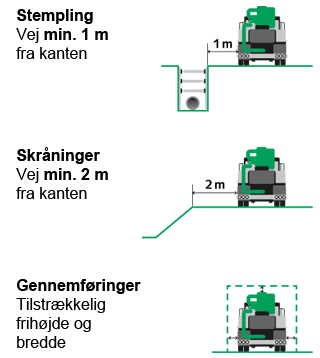 Stempling
Vej min. 1 m
fra kanten
1 m
Skråninger
Vej min. 2 m
fra kanten
2 m
Gennemføringer
Tilstrækkelig
frihøjde og
bredde